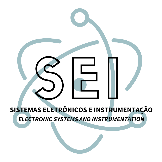 SEI
SISTEMAS ELETRÔNICOS E INSTRUMENTAÇÃO
ELECTRONIC SYSTEMS AND INSTRUMENTATION